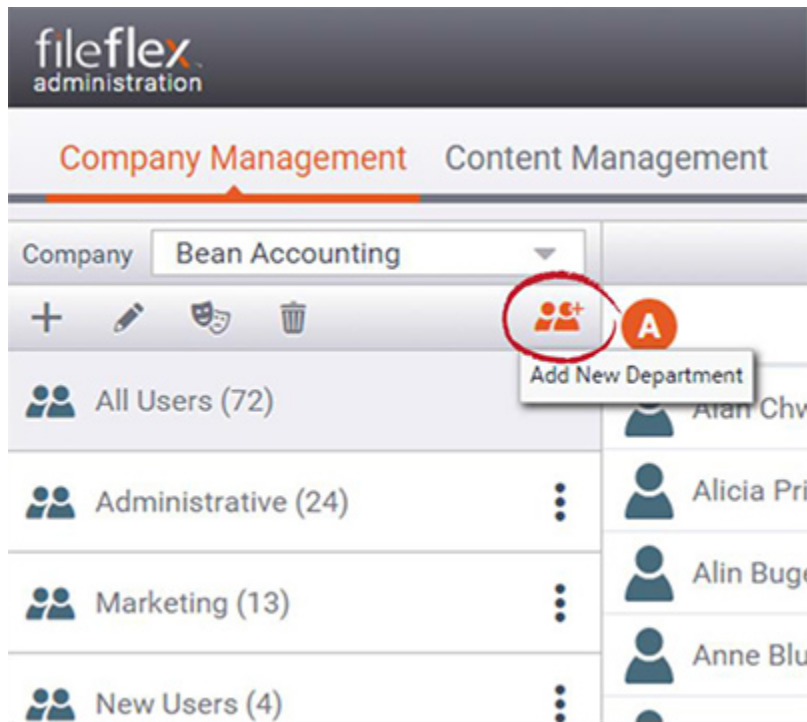 fileflex
administration
Company Management Content Management
Company Bean Accounting
A
Add New Department
All Users (72)
Administrative (24)
Alicia Pri
Marketing (13)
Alin Buge
Anne Blu
New Users (4)